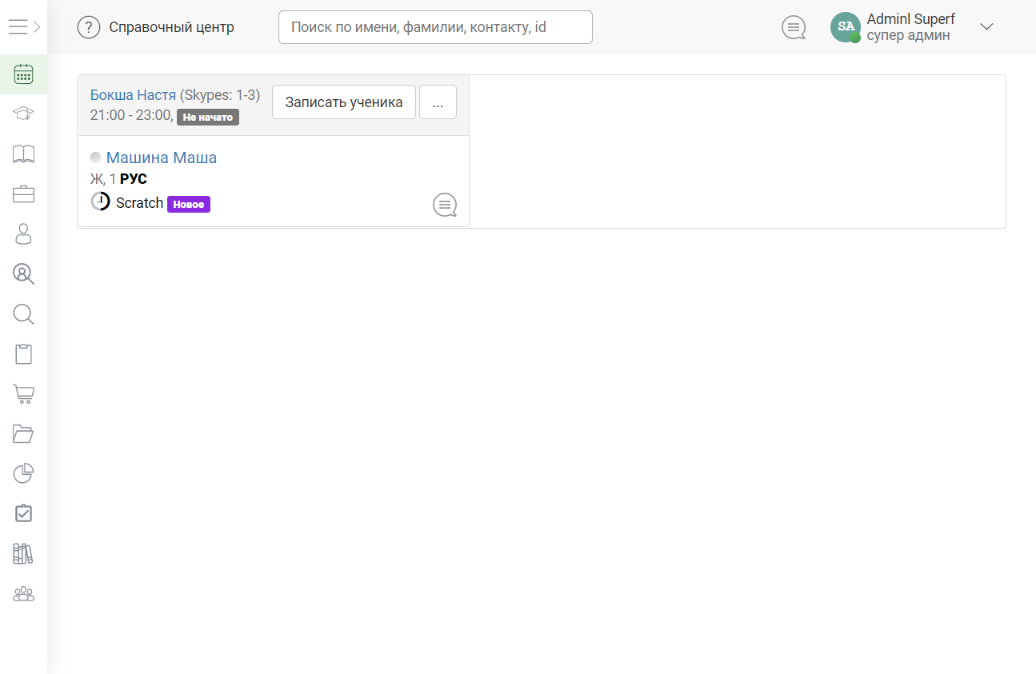 ? Справочный центр
Поиск по имени, фамилии, контакту, id
SA
AdminI Superf
супер админ
Бокша Настя (Skypes: 1-3)
21:00 - 23:00, Не начато
Записать ученика
...
Машина Маша
Ж, 1 РУС
Scratch Новое